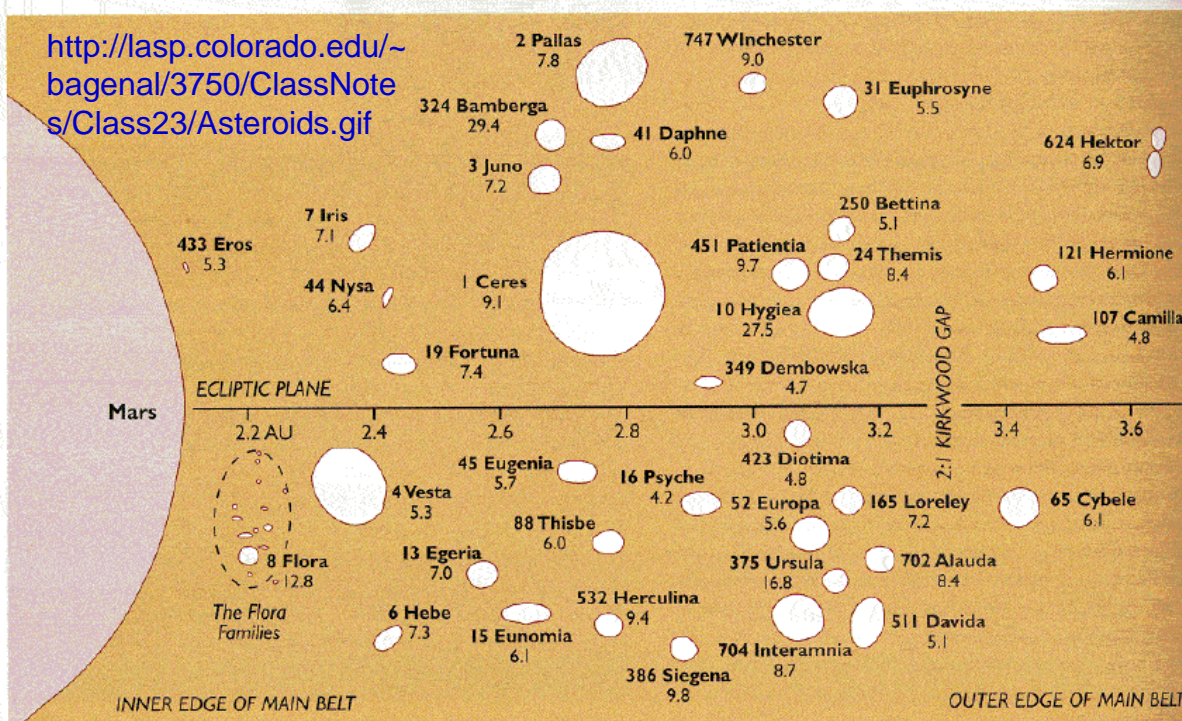 http://lasp.colorado.edu/~
bagenal/3750/ClassNote
s/Class23/Asteroids.gif
2 Pallas
7.8
747 WInchester
9.0
31 Euphrosyne
5.5
324 Bamberga
29.4
41 Daphne
6.0
624 Hektor
6.9
3 Juno
7.2
7 Iris
7.1
250 Bettina
5.1
433 Eros
5.3
451 Patientia
9.7
24 Themis
8.4
121 Hermione
6.1
44 Nysa
6.4
1 Ceres
9.1
10 Hygiea
27.5
107 Camilla
4.8
19 Fortuna
7.4
349 Dembowska
4.7
2:1 KIRKWOOD GAP
ECLIPTIC PLANE
Mars
2.2 AU 2.4 2.6 2.8 3.0 3.2 3.4 3.6
423 Diotima
4.8
45 Eugenia
5.7
16 Psyche
4.2
4 Vesta
5.3
52 Europa
5.6
165 Loreley
7.2
65 Cybele
6.1
88 Thisbe
6.0
13 Egeria
7.0
375 Ursula
16.8
702 Alauda
8.4
8 Flora
12.8
The Flora
Families
6 Hebe
7.3
532 Herculina
9.4
15 Eunomia
6.1
511 Davida
5.1
704 Interamnia
8.7
386 Siegena
9.8
INNER EDGE OF MAIN BELT
OUTER EDGE OF MAIN BELT